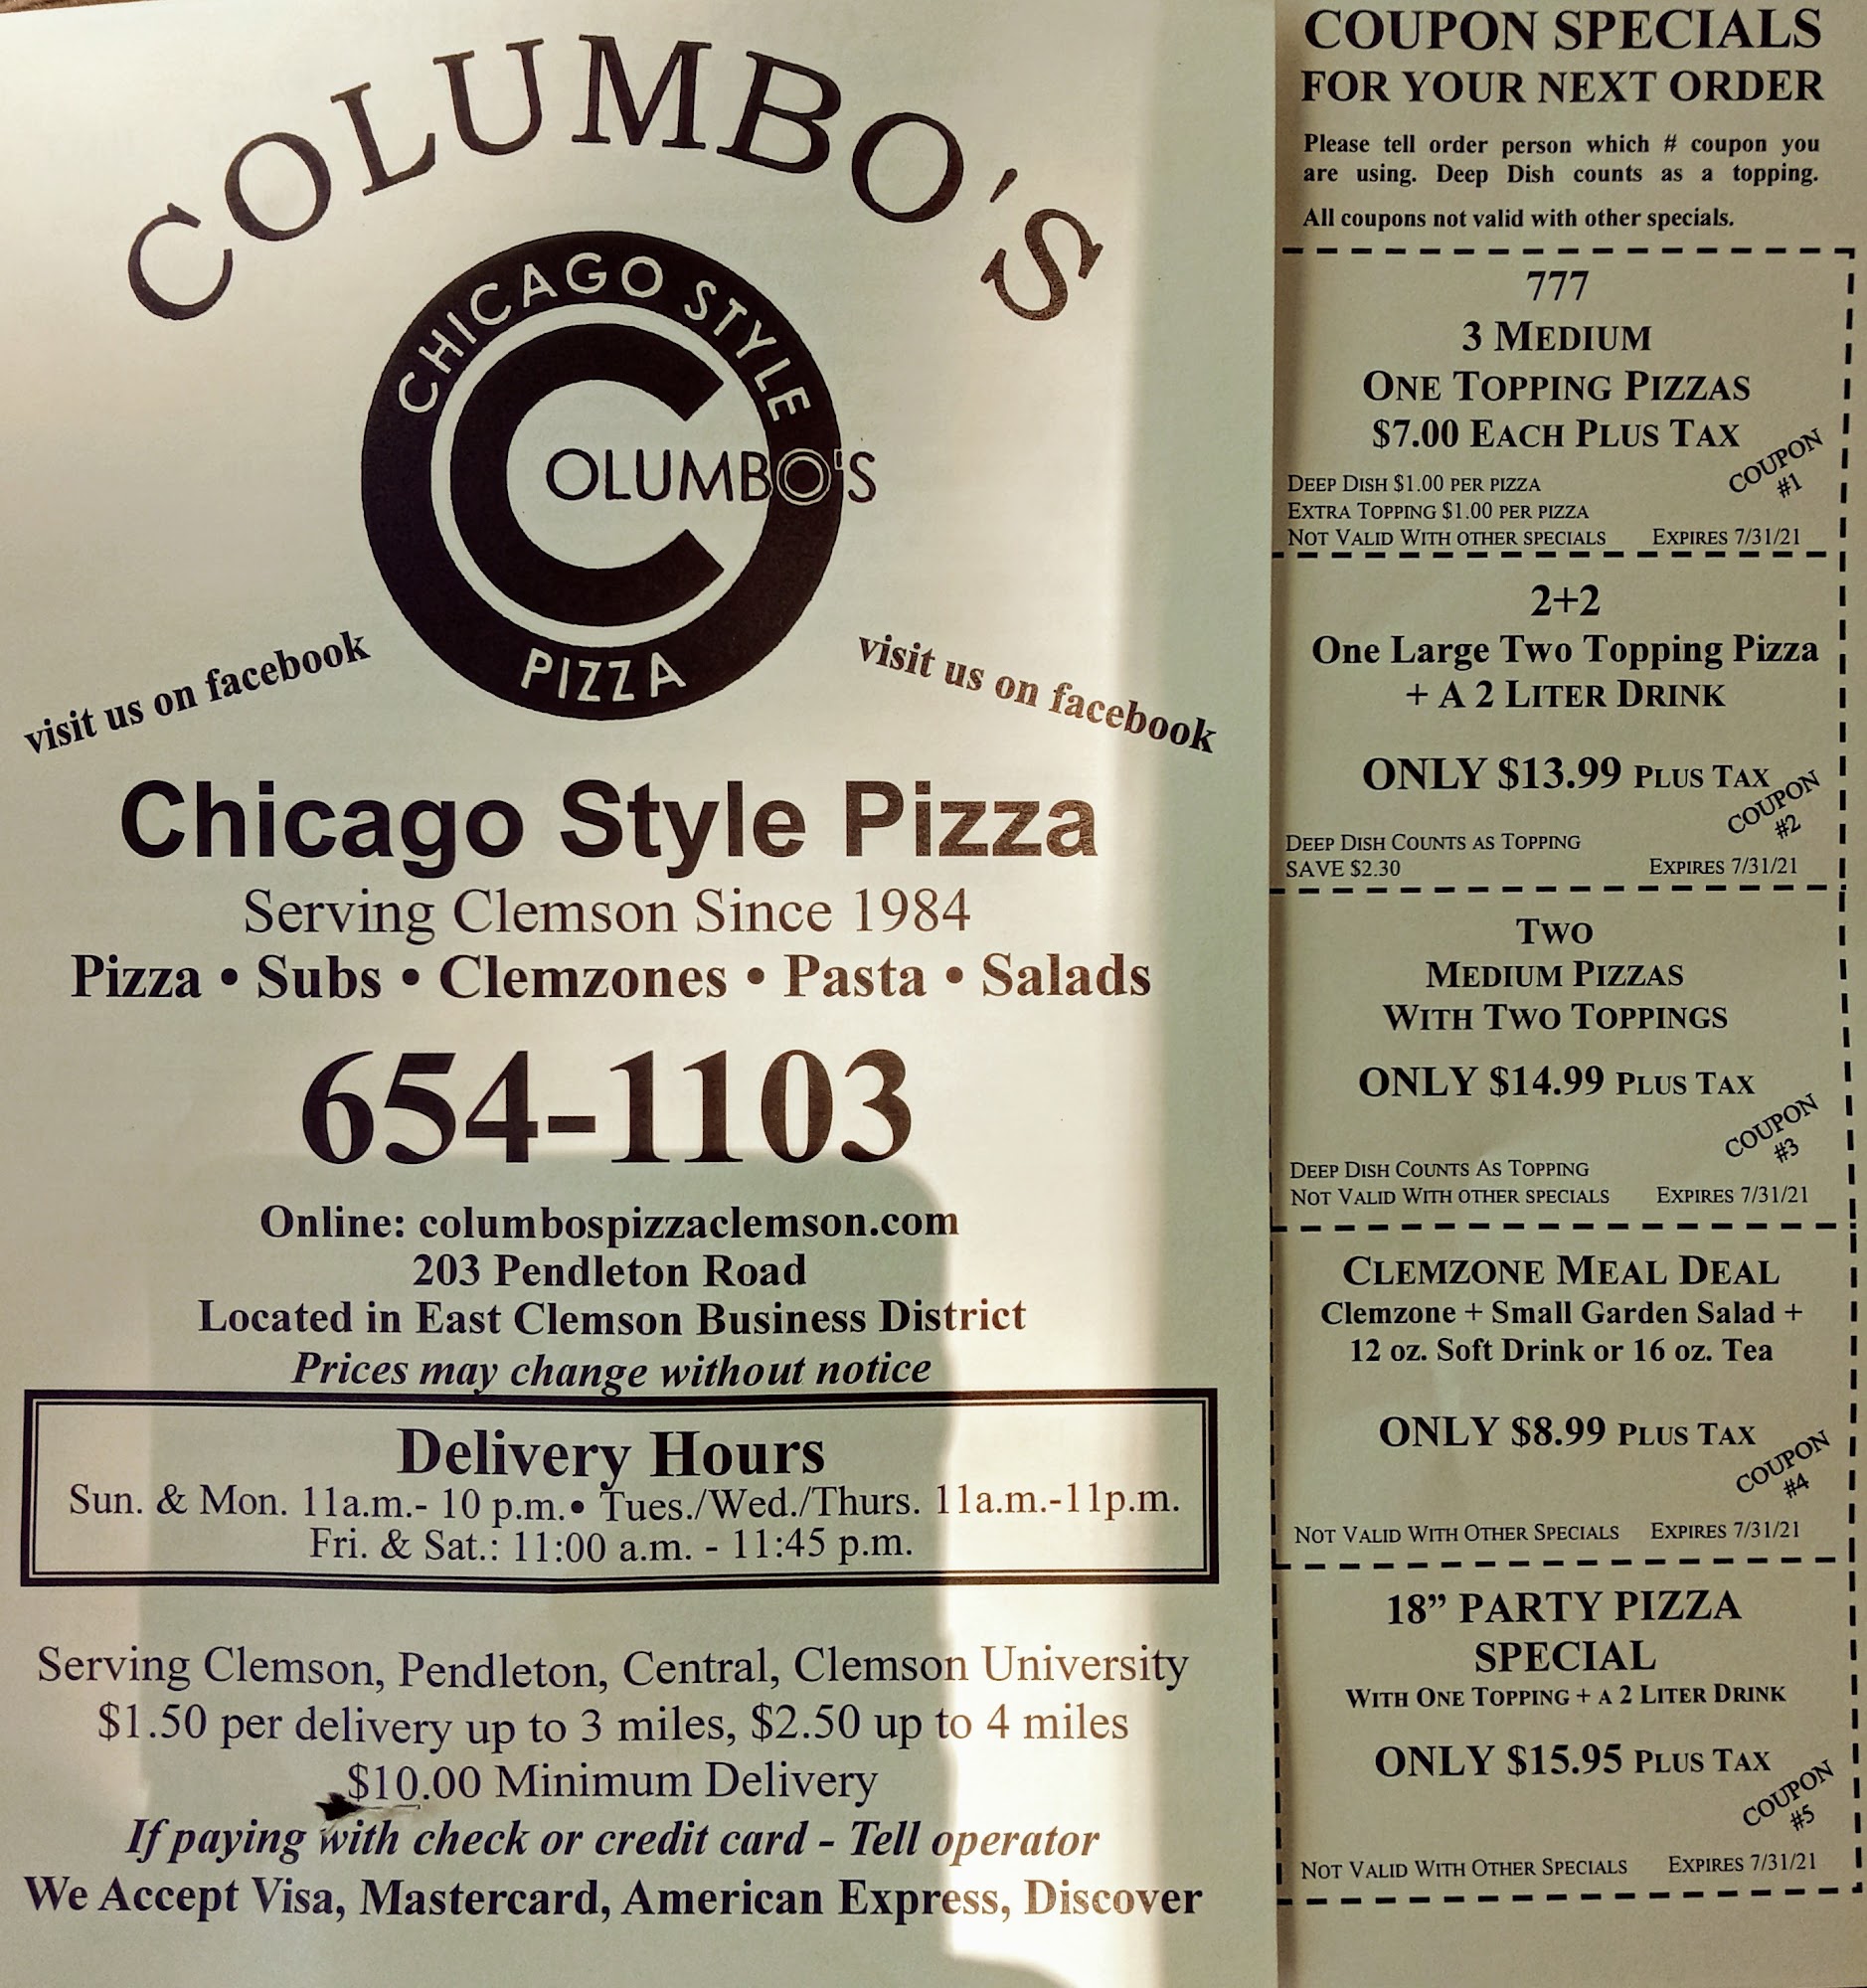 COLUMBO'S
CHICAGO STYLE
COLUMBO'S
PIZZA
visit us on facebook
visit us on facebook
Chicago Style Pizza
Serving Clemson Since 1984
Pizza • Subs • Clemzones • Pasta • Salads
654-1103
Online: columbospizzaclemson.com
203 Pendleton Road
Located in East Clemson Business District
Prices may change without notice
Delivery Hours
Sun. & Mon. 11a.m.- 10 p.m.• Tues./Wed./Thurs. 11a.m.-11p.m.
Fri. & Sat.: 11:00 a.m. - 11:45 p.m.
Serving Clemson, Pendleton, Central, Clemson University
$1.50 per delivery up to 3 miles, $2.50 up to 4 miles
$10.00 Minimum Delivery
If paying with check or credit card - Tell operator
We Accept Visa, Mastercard, American Express, Discover
COUPON SPECIALS
FOR YOUR NEXT ORDER
Please tell order person which # coupon you
are using. Deep Dish counts as a topping.
All coupons not valid with other specials.
777
3 MEDIUM
ONE TOPPING PIZZAS
$7.00 EACH PLUS TAX
COUPON
#1
DEEP DISH $1.00 PER PIZZA
EXTRA TOPPING $1.00 PER PIZZA
NOT VALID WITH OTHER SPECIALS EXPIRES 7/31/21
2+2
One Large Two Topping Pizza
+ A 2 LITER DRINK
ONLY $13.99 PLUS TAX
COUPON
#2
DEEP DISH COUNTS AS TOPPING
SAVE $2.30 EXPIRES 7/31/21
TWO
MEDIUM PIZZAS
WITH TWO TOPPINGS
ONLY $14.99 PLUS TAX
COUPON
#3
DEEP DISH COUNTS AS TOPPING
NOT VALID WITH OTHER SPECIALS EXPIRES 7/31/21
CLEMZONE MEAL DEAL
Clemzone + Small Garden Salad +
12 oz. Soft Drink or 16 oz. Tea
ONLY $8.99 PLUS TAX
COUPON
#4
NOT VALID WITH OTHER SPECIALS EXPIRES 7/31/21
18” PARTY PIZZA
SPECIAL
WITH ONE TOPPING + A 2 LITER DRINK
ONLY $15.95 PLUS TAX
COUPON
#5
NOT VALID WITH OTHER SPECIALS EXPIRES 7/31/21